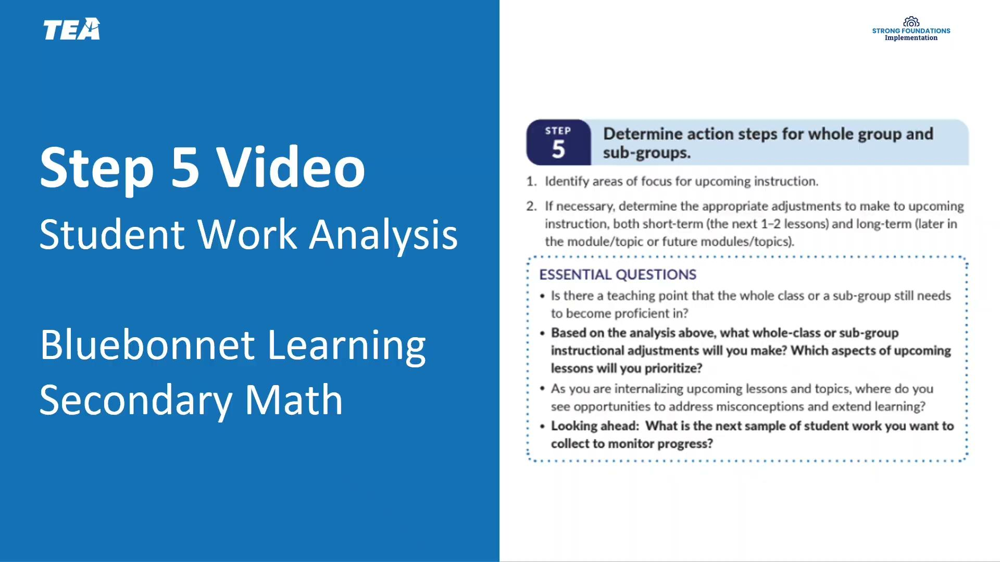 TEA
STRONG FOUNDATIONS
Implementation
Step 5 Video
Student Work Analysis
Bluebonnet Learning
Secondary Math
STEP
5
Determine action steps for whole group and
sub-groups.
1. Identify areas of focus for upcoming instruction.
2. If necessary, determine the appropriate adjustments to make to upcoming
instruction, both short-term (the next 1–2 lessons) and long-term (later in
the module/topic or future modules/topics).
ESSENTIAL QUESTIONS
• Is there a teaching point that the whole class or a sub-group still needs
to become proficient in?
• Based on the analysis above, what whole-class or sub-group
instructional adjustments will you make? Which aspects of upcoming
lessons will you prioritize?
• As you are internalizing upcoming lessons and topics, where do you
see opportunities to address misconceptions and extend learning?
• Looking ahead: What is the next sample of student work you want to
collect to monitor progress?